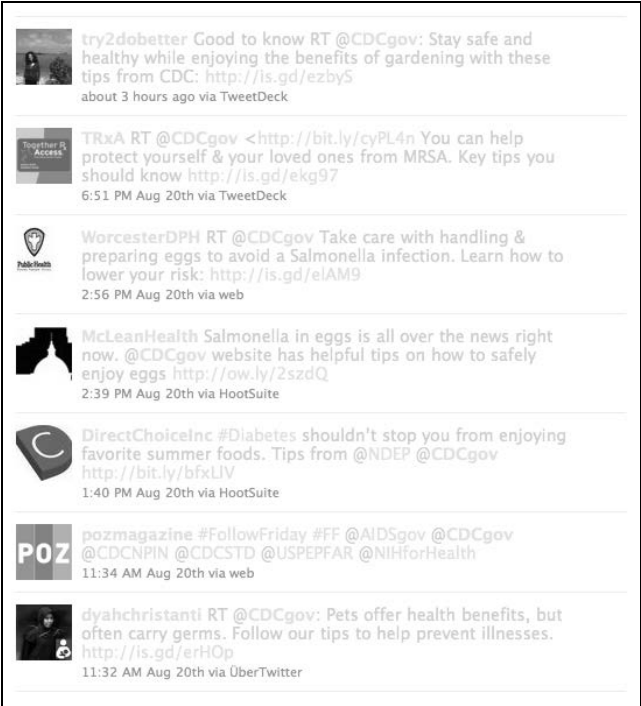 try2dobetter Good to know RT @CDCgov: Stay safe and
healthy while enjoying the benefits of gardening with these
tips from CDC: http://is.gd/ezbyS
about 3 hours ago via TweetDeck
Together Rx
Access
TRxA RT @CDCgov <http://bit.ly/cyPL4n You can help
protect yourself & your loved ones from MRSA. Key tips you
should know http://is.gd/ekg97
6:51 PM Aug 20th via TweetDeck
Public Health
WorcesterDPH RT @CDCgov Take care with handling &
preparing eggs to avoid a Salmonella infection. Learn how to
lower your risk: http://is.gd/elAM9
2:56 PM Aug 20th via web
McLeanHealth Salmonella in eggs is all over the news right
now. @CDCgov website has helpful tips on how to safely
enjoy eggs http://ow.ly/2szdQ
2:39 PM Aug 20th via HootSuite
C
DirectChoiceInc #Diabetes shouldn't stop you from enjoying
favorite summer foods. Tips from @NDEP @CDCgov
http://bit.ly/bfxLlV
1:40 PM Aug 20th via HootSuite
POZ
pozmagazine #FollowFriday #FF @AIDSgov @CDCgov
@CDCNPIN @CDCSTD @USPEPFAR @NIHforHealth
11:34 AM Aug 20th via web
dyahchristanti RT @CDCgov: Pets offer health benefits, but
often carry germs. Follow our tips to help prevent illnesses.
http://is.gd/erHOp
11:32 AM Aug 20th via ÜberTwitter